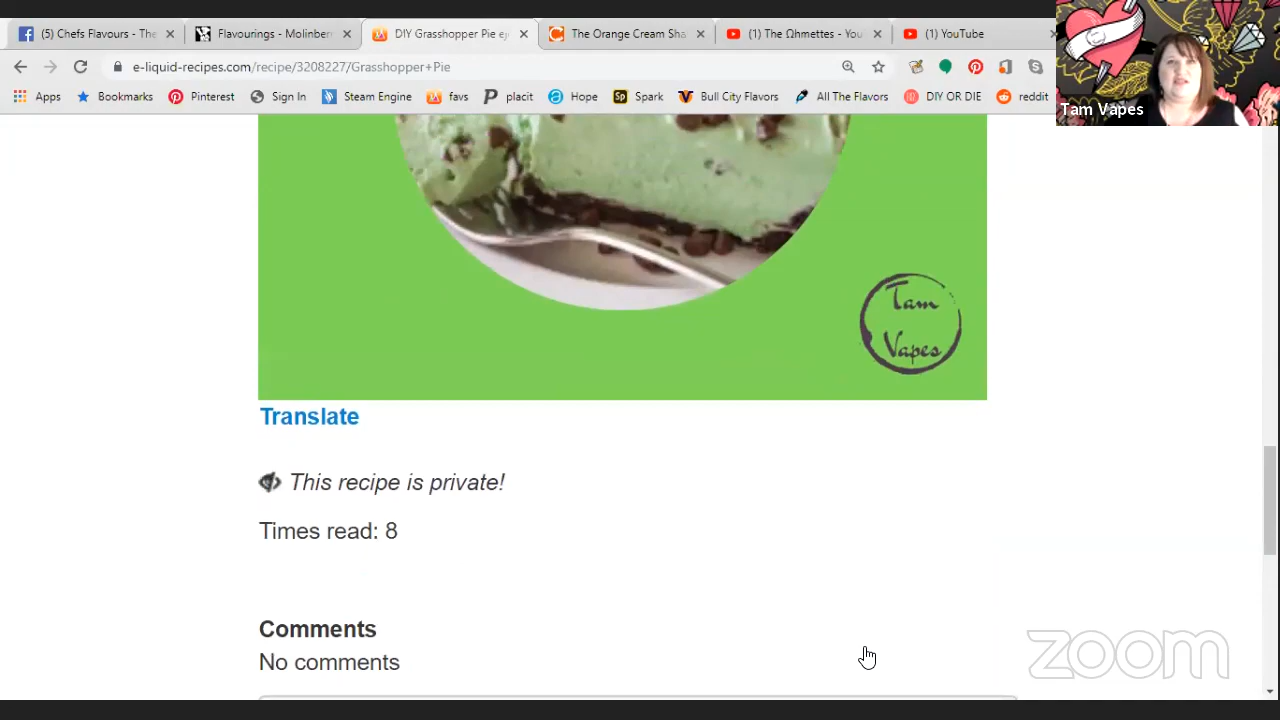 (5) Chefs Flavours - The
Flavourings - Molinber
DIY Grasshopper Pie ej
The Orange Cream Sha
(1) The Ωhmettes - You
(1) YouTube
e-liquid-recipes.com/recipe/3208227/Grasshopper+Pie
Apps
Bookmarks
Pinterest
Sign In
Steam Engine
favs
placit
Hope
Spark
Bull City Flavors
All The Flavors
DIY OR DIE
reddit
Tam Vapes
Tam
Vapes
Translate
This recipe is private!
Times read: 8
Comments
No comments
zoom